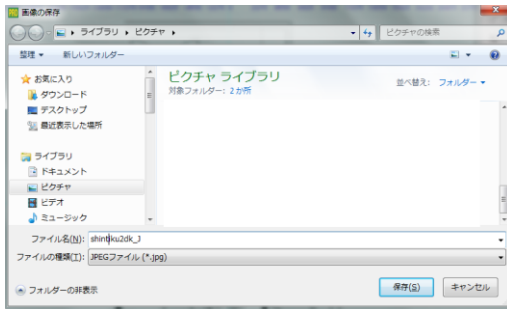 画像の保存
ライブラリ ▸ ピクチャ ▸
ピクチャの検索
整理 ▼ 新しいフォルダー
お気に入り
ダウンロード
デスクトップ
最近表示した場所
ライブラリ
ドキュメント
ピクチャ
ビデオ
ミュージック
ピクチャ ライブラリ
対象フォルダー: 2 か所
並べ替え: フォルダー ▼
ファイル名(N): shintiku2dk_J
ファイルの種類(T): JPEGファイル (*.jpg)
フォルダーの非表示
保存(S) キャンセル